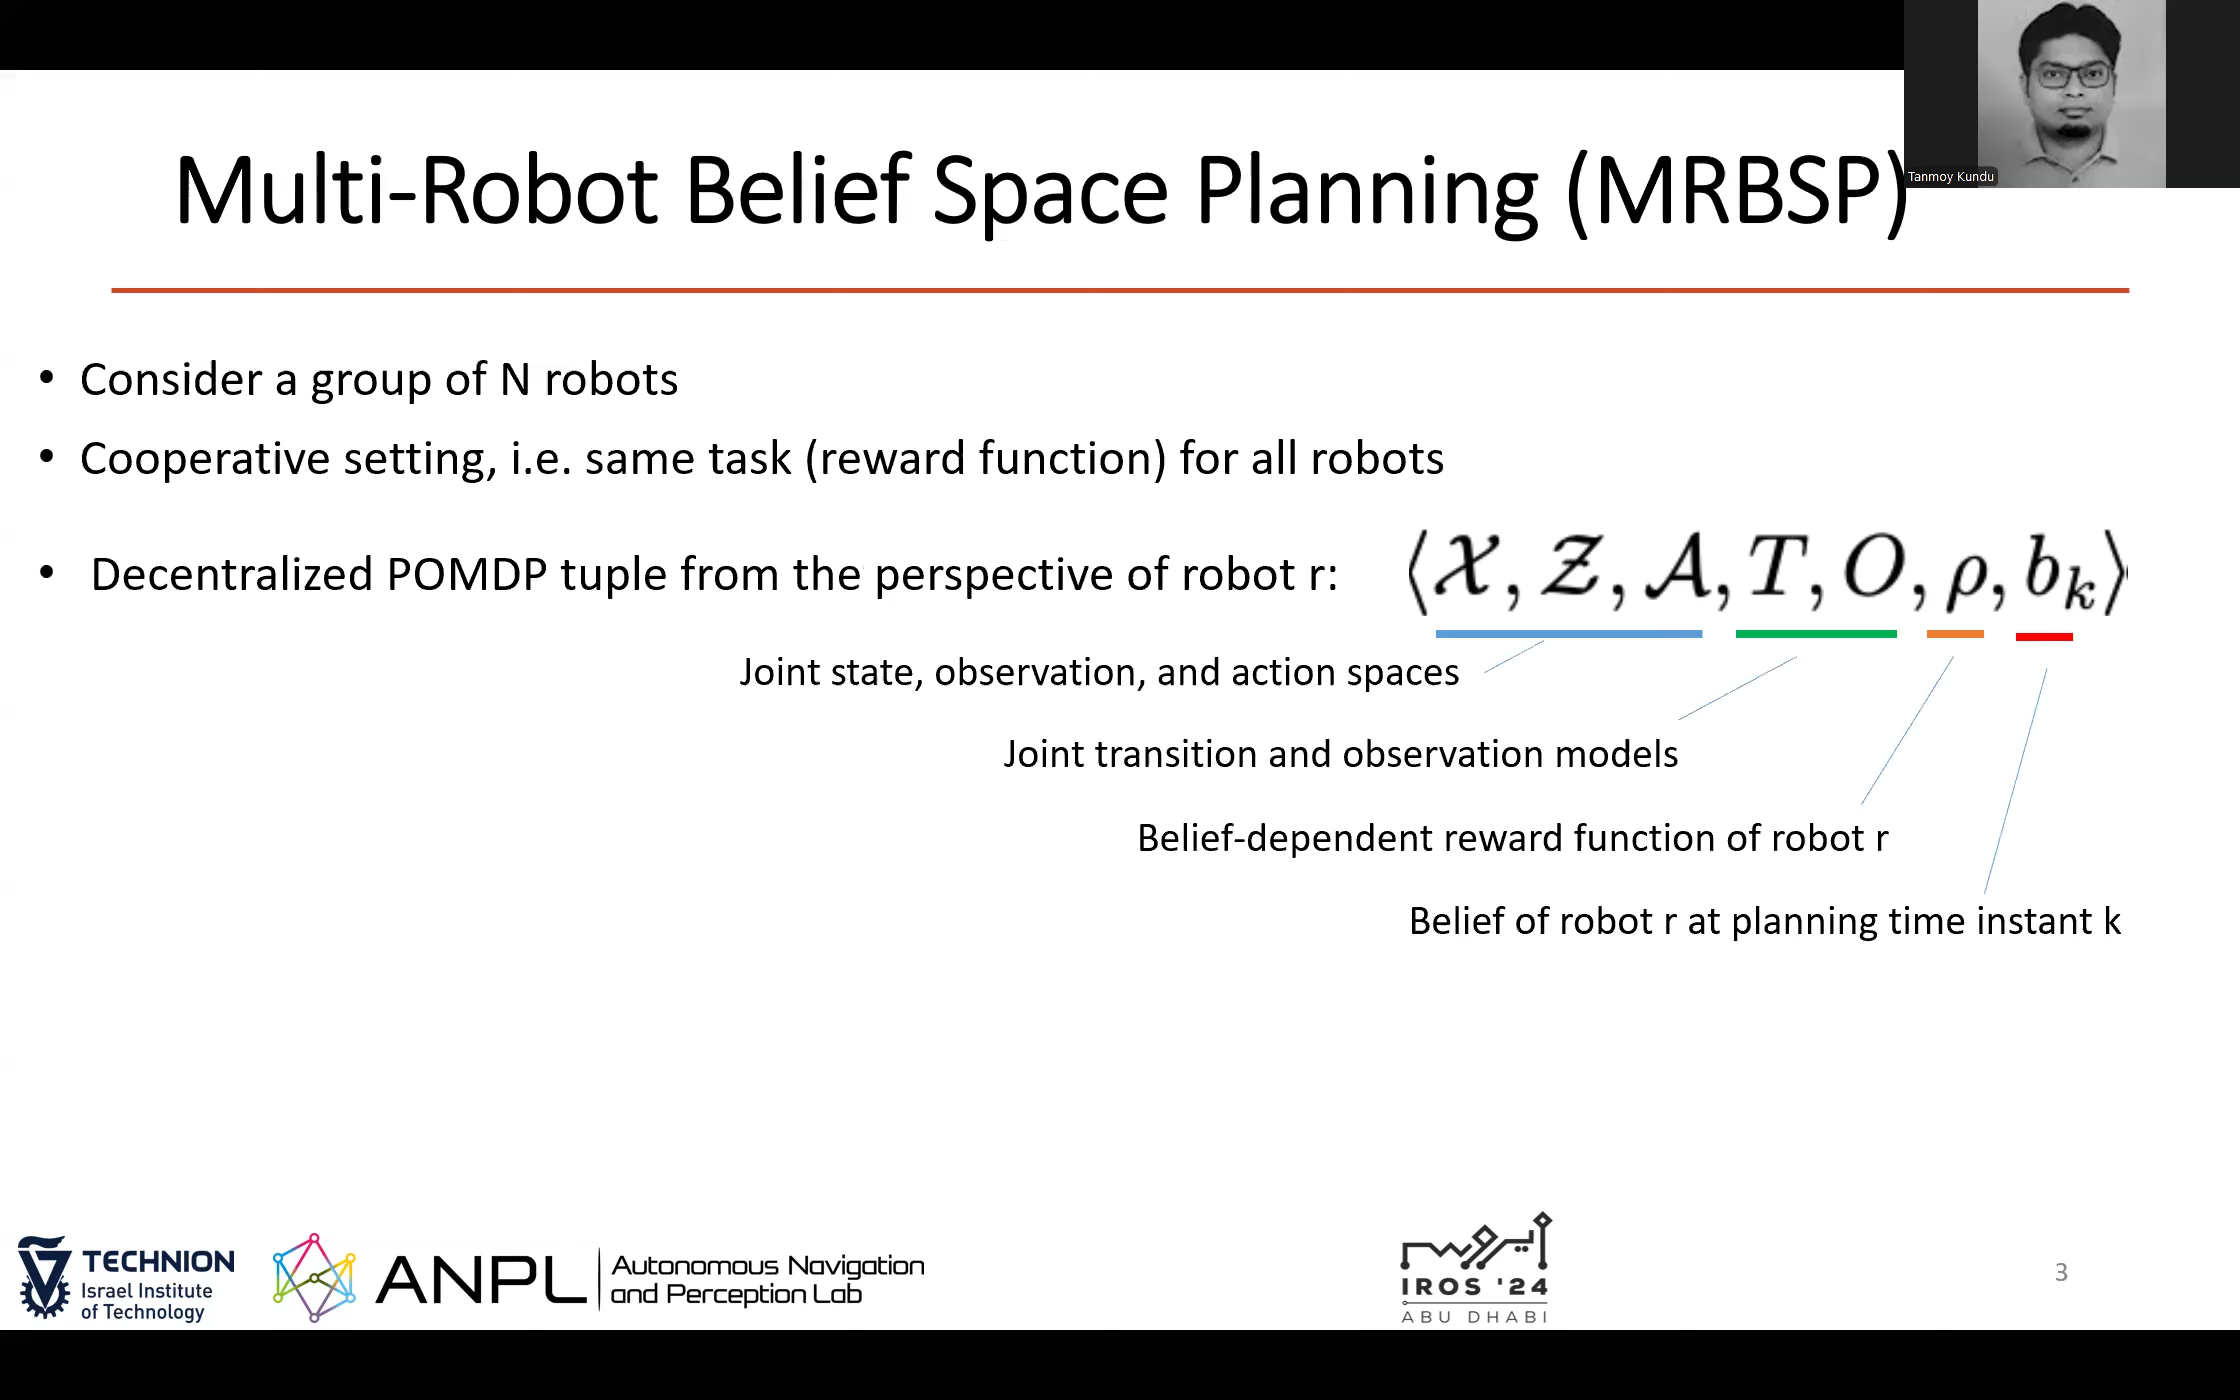 Tanmoy Kundu
Multi-Robot Belief Space Planning (MRBSP)
• Consider a group of N robots
• Cooperative setting, i.e. same task (reward function) for all robots
• Decentralized POMDP tuple from the perspective of robot r: ⟨𝒳, 𝒵, 𝒜, T, O, ρ, b_k⟩
Joint state, observation, and action spaces
Joint transition and observation models
Belief-dependent reward function of robot r
Belief of robot r at planning time instant k
TECHNION
Israel Institute
of Technology
ANPL
Autonomous Navigation
and Perception Lab
IROS '24
ABU DHABI
3